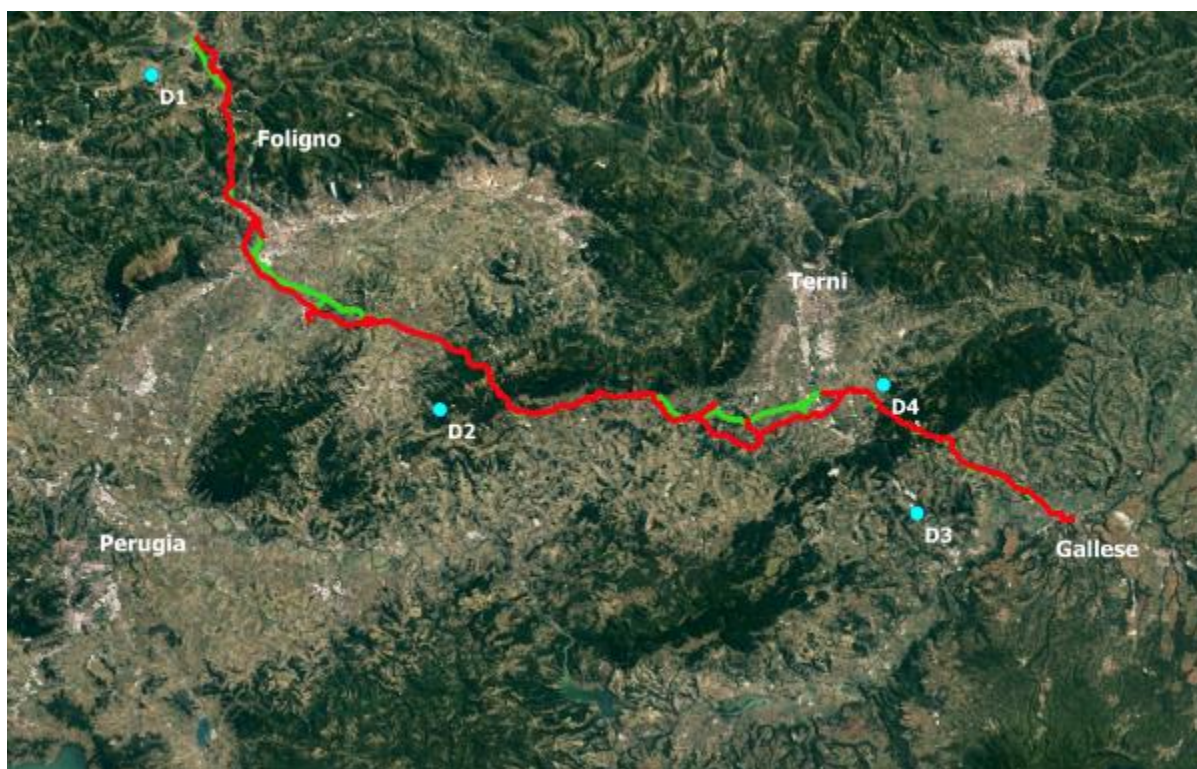 D1
Foligno
Terni
D4
D2
D3
Perugia
Gallese